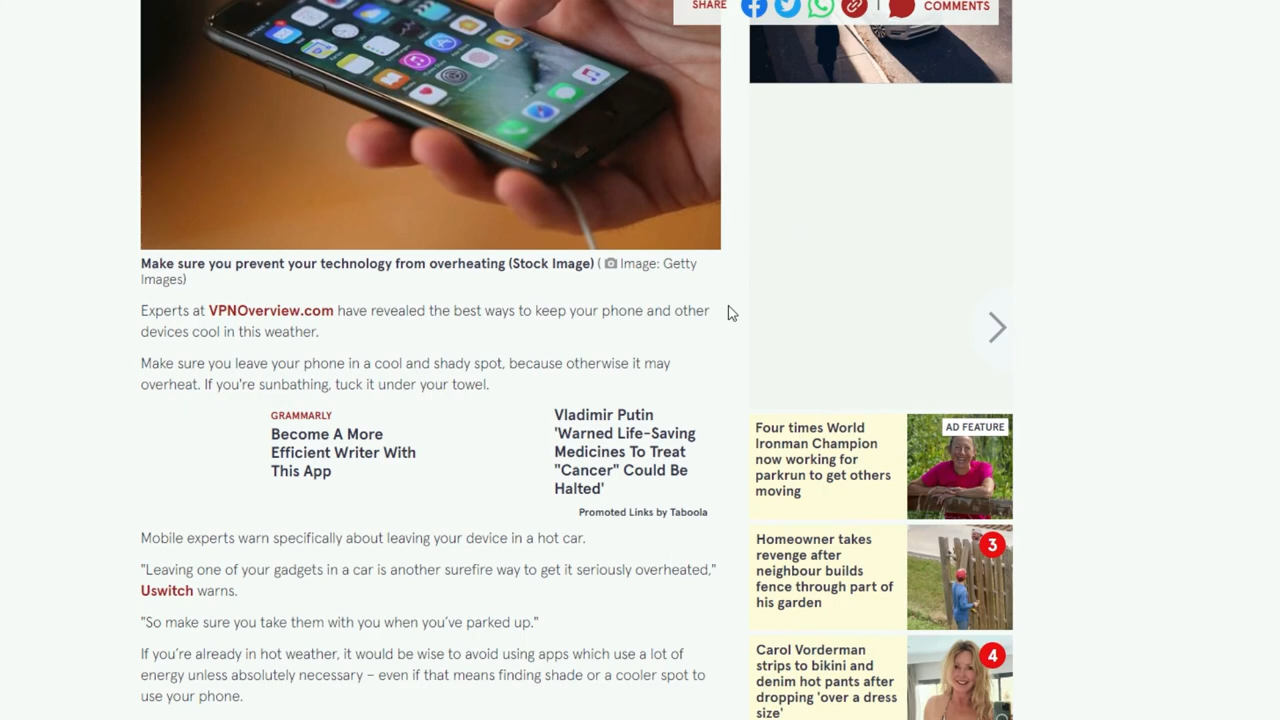 SHARE
COMMENTS
Make sure you prevent your technology from overheating (Stock Image) ( Image: Getty
Images)
Experts at VPNOverview.com have revealed the best ways to keep your phone and other
devices cool in this weather.
Make sure you leave your phone in a cool and shady spot, because otherwise it may
overheat. If you're sunbathing, tuck it under your towel.
GRAMMARLY
Become A More
Efficient Writer With
This App
Vladimir Putin
'Warned Life-Saving
Medicines To Treat
"Cancer" Could Be
Halted'
Promoted Links by Taboola
Mobile experts warn specifically about leaving your device in a hot car.
"Leaving one of your gadgets in a car is another surefire way to get it seriously overheated,"
Uswitch warns.
"So make sure you take them with you when you’ve parked up."
If you’re already in hot weather, it would be wise to avoid using apps which use a lot of
energy unless absolutely necessary – even if that means finding shade or a cooler spot to
use your phone.
Four times World
Ironman Champion
now working for
parkrun to get others
moving
AD FEATURE
Homeowner takes
revenge after
neighbour builds
fence through part of
his garden
3
Carol Vorderman
strips to bikini and
denim hot pants after
dropping 'over a dress
size'
4